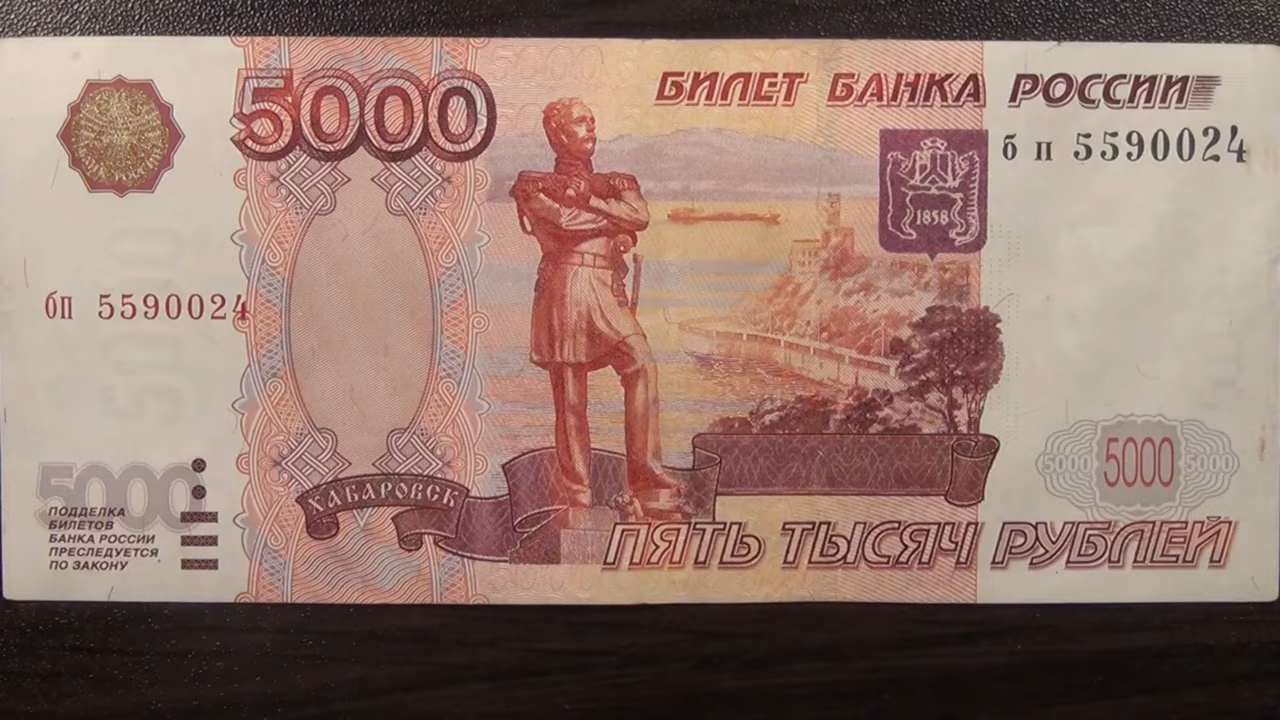 5000
БИЛЕТ БАНКА РОССИИ
бп 5590024
1858
бп 5590024
ХАБАРОВСК
5000
5000 5000 5000
ПОДДЕЛКА
БИЛЕТОВ
БАНКА РОССИИ
ПРЕСЛЕДУЕТСЯ
ПО ЗАКОНУ
ПЯТЬ ТЫСЯЧ РУБЛЕЙ